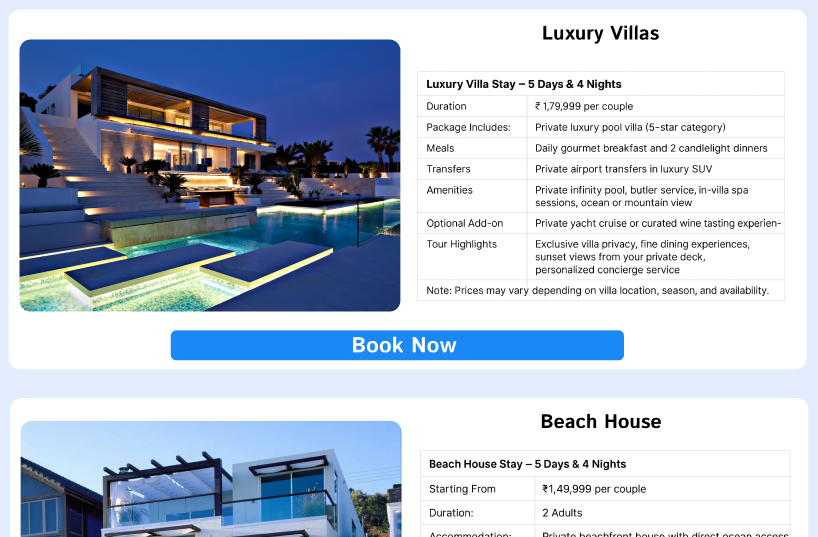 Luxury Villas
Luxury Villa Stay – 5 Days & 4 Nights
Duration ₹ 1,79,999 per couple
Package Includes: Private luxury pool villa (5-star category)
Meals Daily gourmet breakfast and 2 candlelight dinners
Transfers Private airport transfers in luxury SUV
Amenities Private infinity pool, butler service, in-villa spa
sessions, ocean or mountain view
Optional Add-on Private yacht cruise or curated wine tasting experien-
Tour Highlights Exclusive villa privacy, fine dining experiences,
sunset views from your private deck,
personalized concierge service
Note: Prices may vary depending on villa location, season, and availability.
Book Now
Beach House
Beach House Stay – 5 Days & 4 Nights
Starting From ₹1,49,999 per couple
Duration: 2 Adults
Accommodation: Private beachfront house with direct ocean access